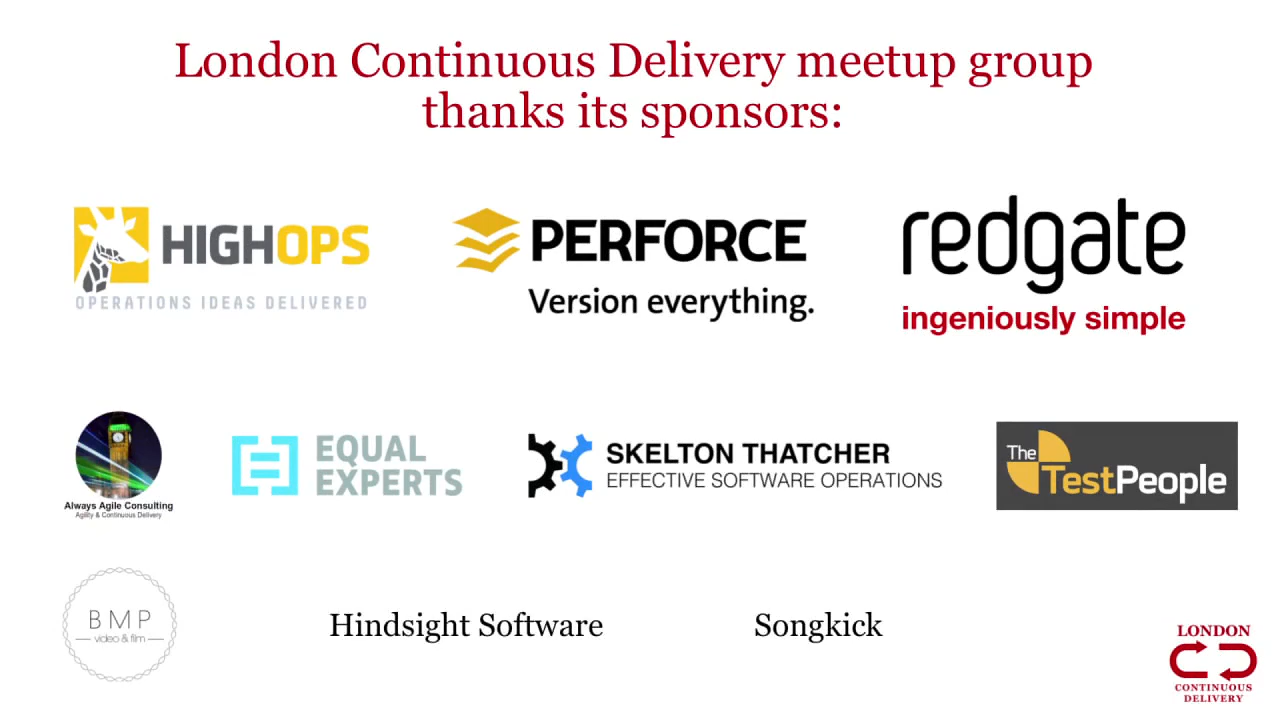 London Continuous Delivery meetup group
thanks its sponsors:
HIGHOPS
OPERATIONS IDEAS DELIVERED
PERFORCE
Version everything.
redgate
ingeniously simple
Always Agile Consulting
Agility & Continuous Delivery
EQUAL
EXPERTS
SKELTON THATCHER
EFFECTIVE SOFTWARE OPERATIONS
The
TestPeople
BMP
video & film
Hindsight Software
Songkick
LONDON
CONTINUOUS
DELIVERY